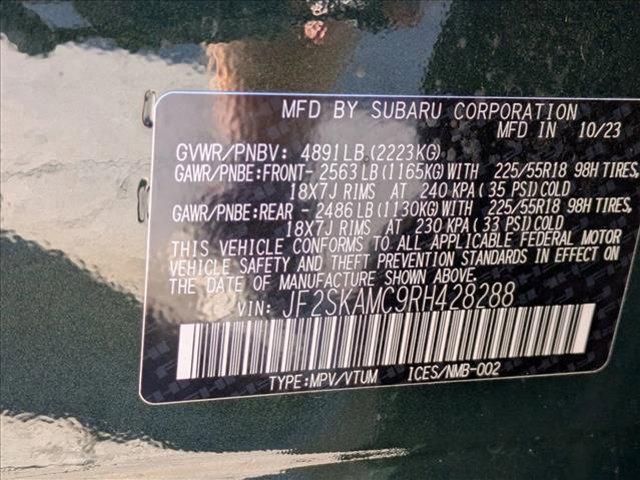 MFD BY SUBARU CORPORATION
MFD IN 10/23
GVWR/PNBV: 4891LB(2223KG)
GAWR/PNBE:FRONT- 2563 LB(1165KG)WITH 225/55R18 98H TIRES,
18X7J RIMS AT 240 KPA(35 PSI)COLD
GAWR/PNBE:REAR - 2486 LB(1130KG)WITH 225/55R18 98H TIRES,
18X7J RIMS AT 230 KPA(33 PSI)COLD
THIS VEHICLE CONFORMS TO ALL APPLICABLE FEDERAL MOTOR
VEHICLE SAFETY AND THEFT PREVENTION STANDARDS IN EFFECT ON
THE DATE OF MANUFACTURE SHOWN ABOVE.
VIN: JF2SKAMC9RH428288
TYPE:MPV/VTUM ICES/NMB-002